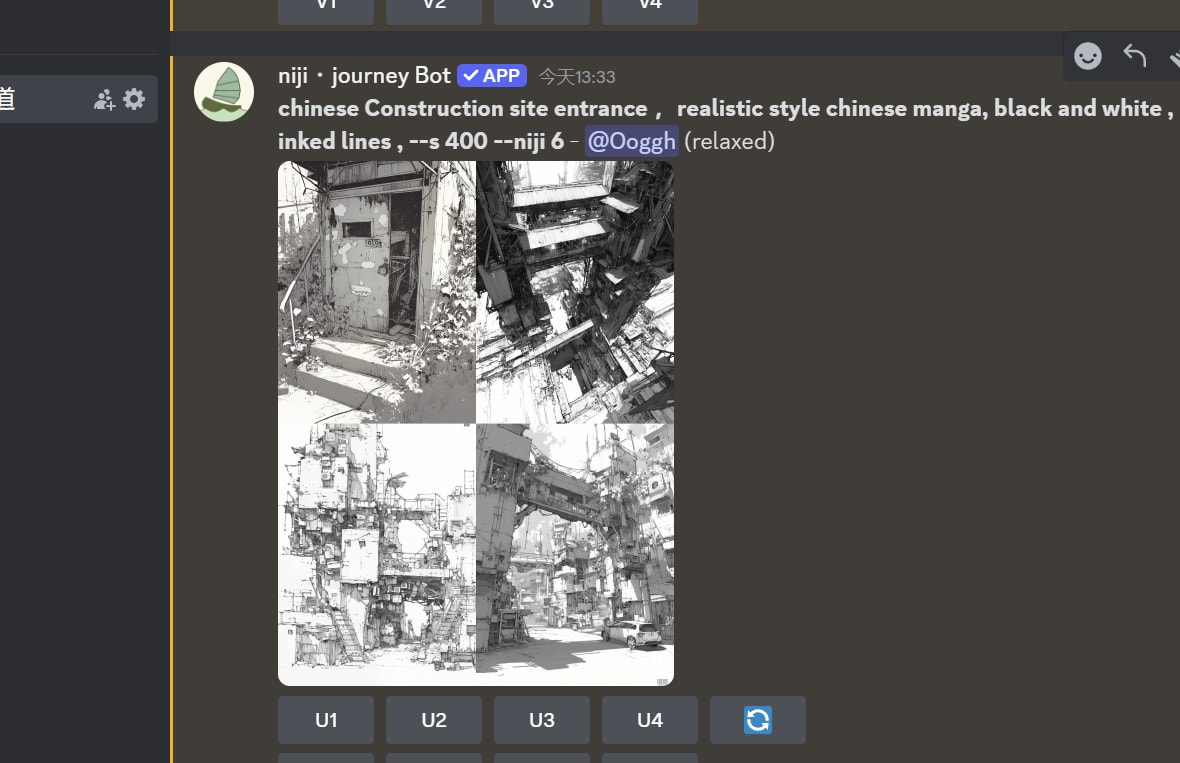 V1 V2 V3 V4
niji・journey Bot ✓ APP 今天13:33
道
chinese Construction site entrance， realistic style chinese manga, black and white ,
inked lines , --s 400 --niji 6 - @Ooggh (relaxed)
U1 U2 U3 U4